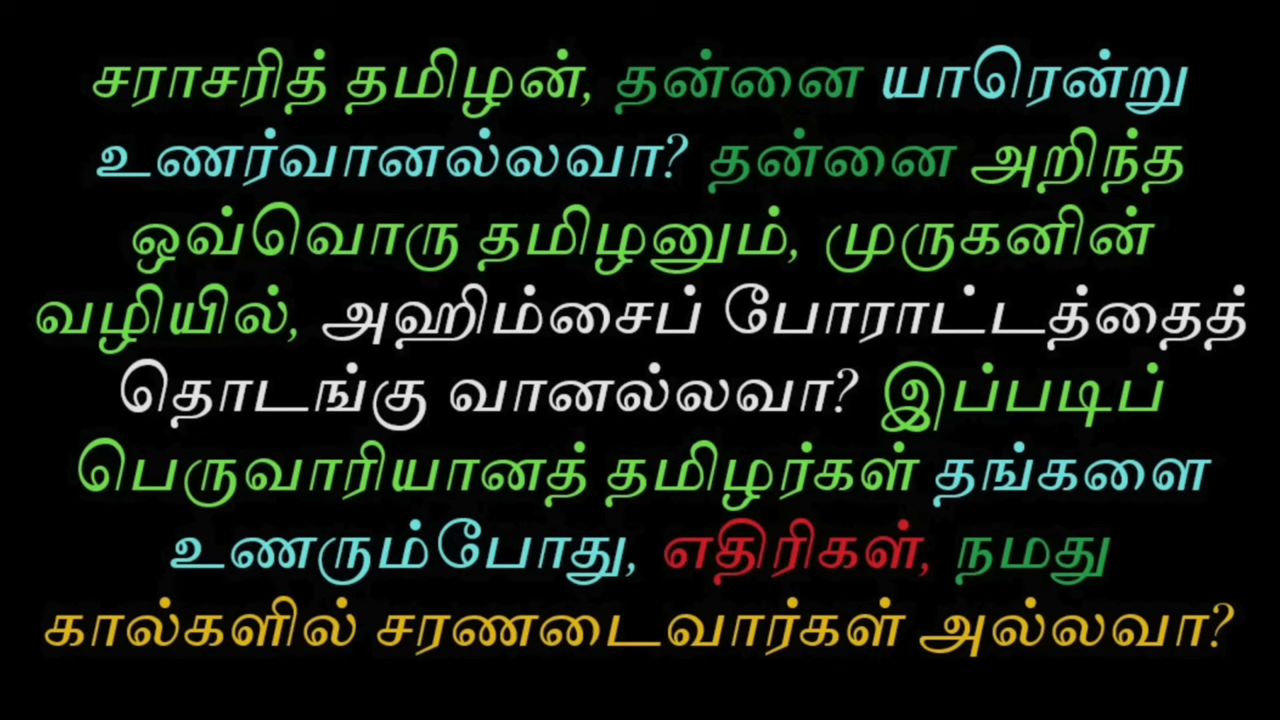 சராசரித் தமிழன், தன்னை யாரென்று
உணர்வானல்லவா? தன்னை அறிந்த
ஒவ்வொரு தமிழனும், முருகனின்
வழியில், அஹிம்சைப் போராட்டத்தைத்
தொடங்கு வானல்லவா? இப்படிப்
பெருவாரியானத் தமிழர்கள் தங்களை
உணரும்போது, எதிரிகள், நமது
கால்களில் சரணடைவார்கள் அல்லவா?